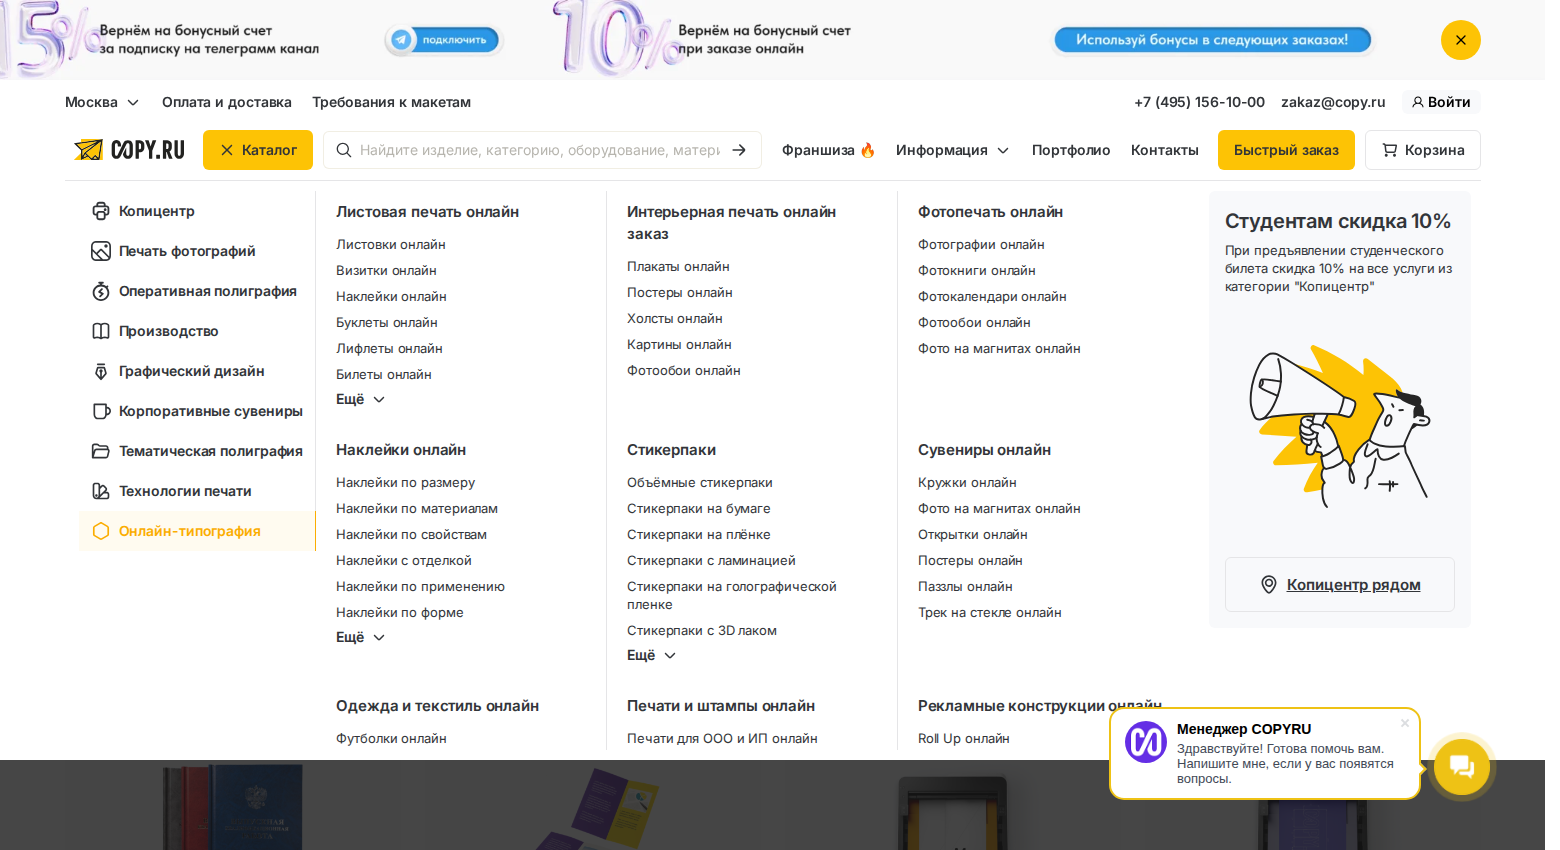 15% Вернём на бонусный счет
за подписку на телеграмм канал
подключить
10% Вернём на бонусный счет
при заказе онлайн
Используй бонусы в следующих заказах!
Москва Оплата и доставка Требования к макетам +7 (495) 156-10-00 zakaz@copy.ru Войти
COPY.RU Каталог Найдите изделие, категорию, оборудование, матери Франшиза 🔥 Информация Портфолио Контакты Быстрый заказ Корзина
Копицентр
Печать фотографий
Оперативная полиграфия
Производство
Графический дизайн
Корпоративные сувениры
Тематическая полиграфия
Технологии печати
Онлайн-типография
Листовая печать онлайн
Листовки онлайн
Визитки онлайн
Наклейки онлайн
Буклеты онлайн
Лифлеты онлайн
Билеты онлайн
Ещё
Интерьерная печать онлайн
заказ
Плакаты онлайн
Постеры онлайн
Холсты онлайн
Картины онлайн
Фотообои онлайн
Фотопечать онлайн
Фотографии онлайн
Фотокниги онлайн
Фотокалендари онлайн
Фотообои онлайн
Фото на магнитах онлайн
Наклейки онлайн
Наклейки по размеру
Наклейки по материалам
Наклейки по свойствам
Наклейки с отделкой
Наклейки по применению
Наклейки по форме
Ещё
Стикерпаки
Объёмные стикерпаки
Стикерпаки на бумаге
Стикерпаки на плёнке
Стикерпаки с ламинацией
Стикерпаки на голографической
пленке
Стикерпаки с 3D лаком
Ещё
Сувениры онлайн
Кружки онлайн
Фото на магнитах онлайн
Открытки онлайн
Постеры онлайн
Паззлы онлайн
Трек на стекле онлайн
Одежда и текстиль онлайн
Футболки онлайн
Печати и штампы онлайн
Печати для ООО и ИП онлайн
Рекламные конструкции онлайн
Roll Up онлайн
Студентам скидка 10%
При предъявлении студенческого
билета скидка 10% на все услуги из
категории "Копицентр"
Копицентр рядом
Менеджер COPYRU
Здравствуйте! Готова помочь вам.
Напишите мне, если у вас появятся
вопросы.